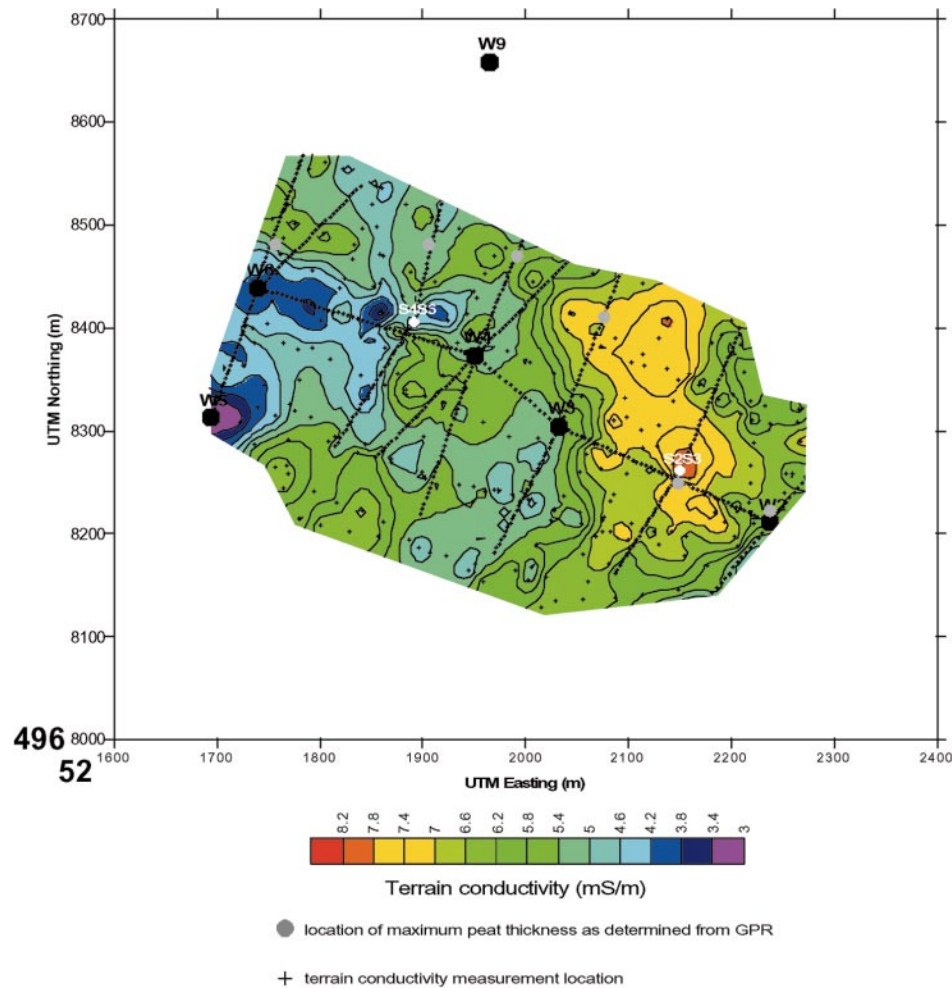 8700
W9
8600
8500
W6
S4S5
8400
W4
UTM Northing (m)
W5
W3
8300
S2S3
W2
8200
8100
496
8000
52
1600 1700 1800 1900 2000 2100 2200 2300 2400
UTM Easting (m)
8.2 7.8 7.4 7 6.6 6.2 5.8 5.4 5 4.6 4.2 3.8 3.4 3
Terrain conductivity (mS/m)
location of maximum peat thickness as determined from GPR
+ terrain conductivity measurement location